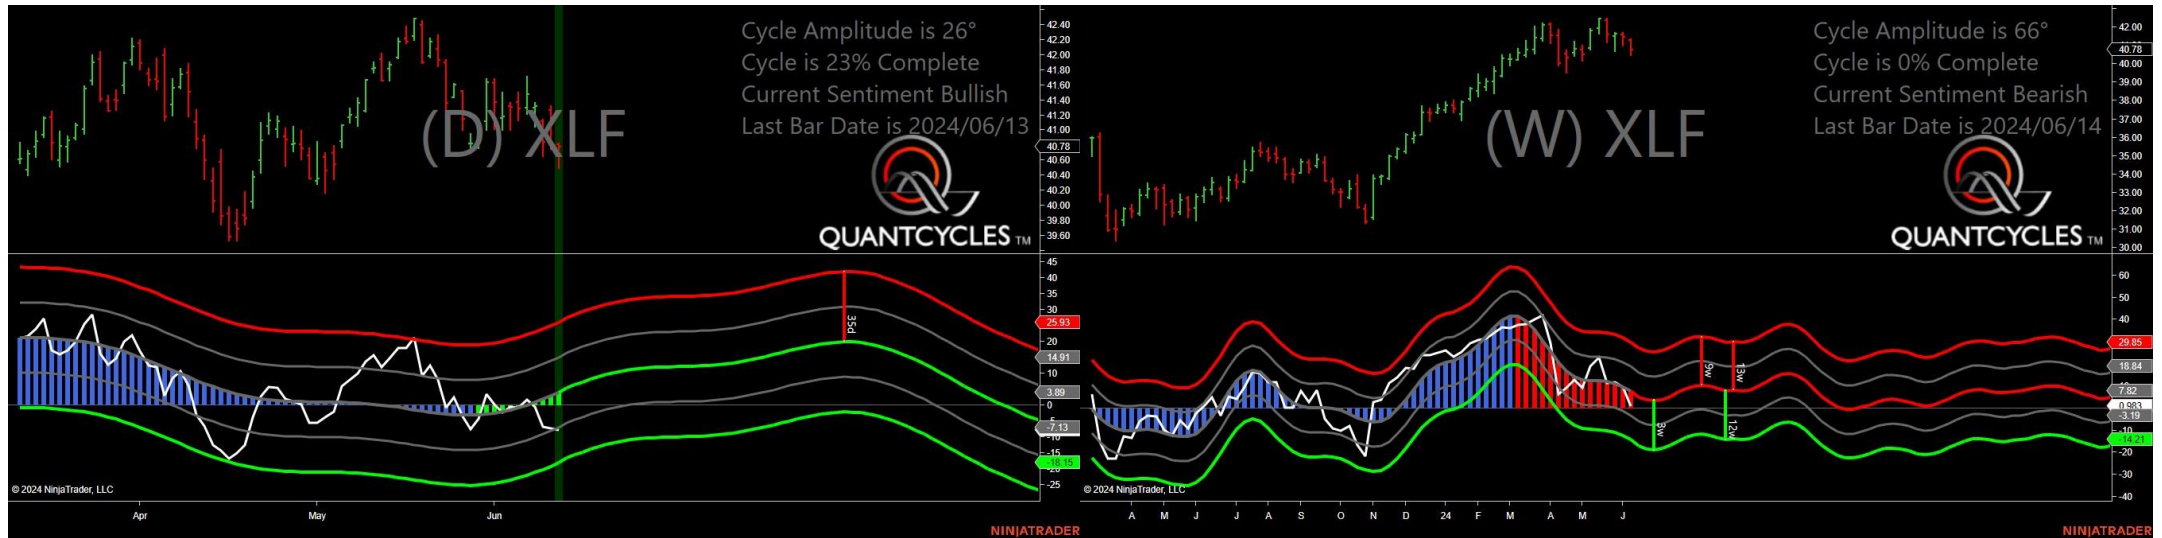 Cycle Amplitude is 26°
Cycle is 23% Complete
Current Sentiment Bullish
Last Bar Date is 2024/06/13
(D) XLF
QUANTCYCLES TM
42.40
42.20
42.00
41.80
41.60
41.40
41.20
41.00
40.78
40.60
40.40
40.20
40.00
39.80
39.60
45
40
35
30
25.93
20
14.91
10
3.89
0
-7.13
-10
-15
-18.15
-25
35d
© 2024 NinjaTrader, LLC
Apr
May
Jun
NINJATRADER
Cycle Amplitude is 66°
Cycle is 0% Complete
Current Sentiment Bearish
Last Bar Date is 2024/06/14
(W) XLF
QUANTCYCLES TM
42.00
40.78
40.00
38.00
37.00
36.00
35.00
34.00
33.00
32.00
31.00
30.00
60
50
40
29.85
18.84
7.82
0.983
-3.19
-14.21
-20
-30
-40
9w
13w
8w
12w
© 2024 NinjaTrader, LLC
A M J J A S O N D 24 F M A M J
NINJATRADER